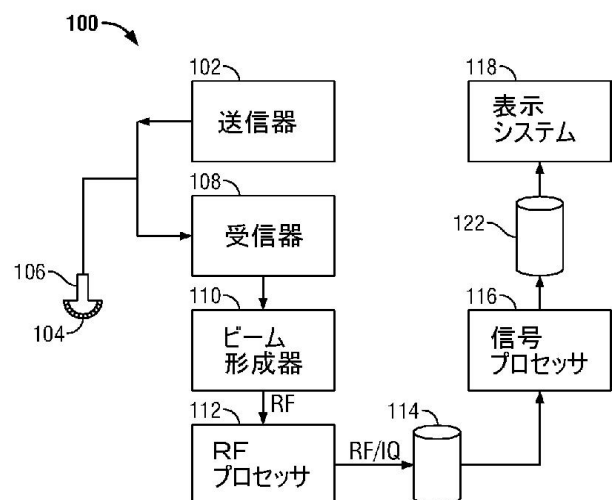 100
102
送信器
118
表示
システム
108
受信器
122
106
104
110
ビーム
形成器
116
信号
プロセッサ
RF
112
RF
プロセッサ
RF/IQ
114